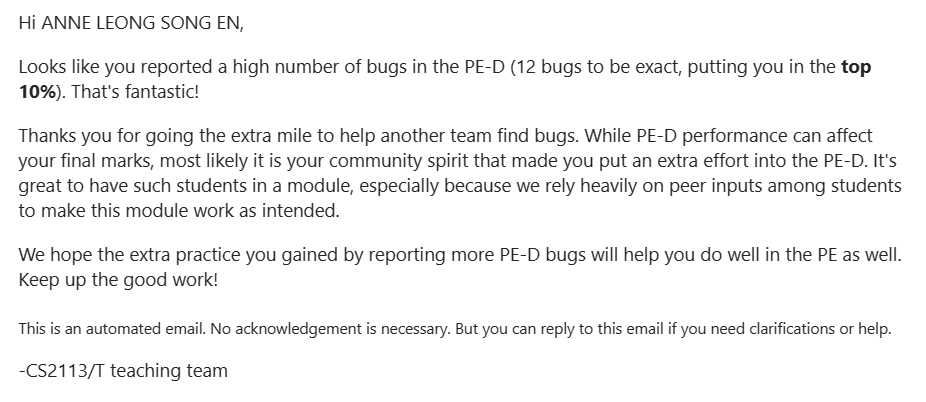 Hi ANNE LEONG SONG EN,
Looks like you reported a high number of bugs in the PE-D (12 bugs to be exact, putting you in the top
10%). That's fantastic!
Thanks you for going the extra mile to help another team find bugs. While PE-D performance can affect
your final marks, most likely it is your community spirit that made you put an extra effort into the PE-D. It's
great to have such students in a module, especially because we rely heavily on peer inputs among students
to make this module work as intended.
We hope the extra practice you gained by reporting more PE-D bugs will help you do well in the PE as well.
Keep up the good work!
This is an automated email. No acknowledgement is necessary. But you can reply to this email if you need clarifications or help.
-CS2113/T teaching team